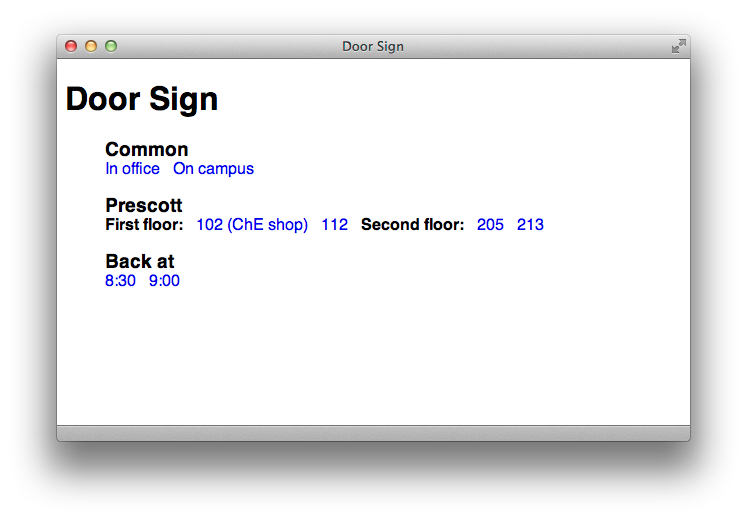 Door Sign
Door Sign
Common
In office On campus
Prescott
First floor: 102 (ChE shop) 112 Second floor: 205 213
Back at
8:30 9:00